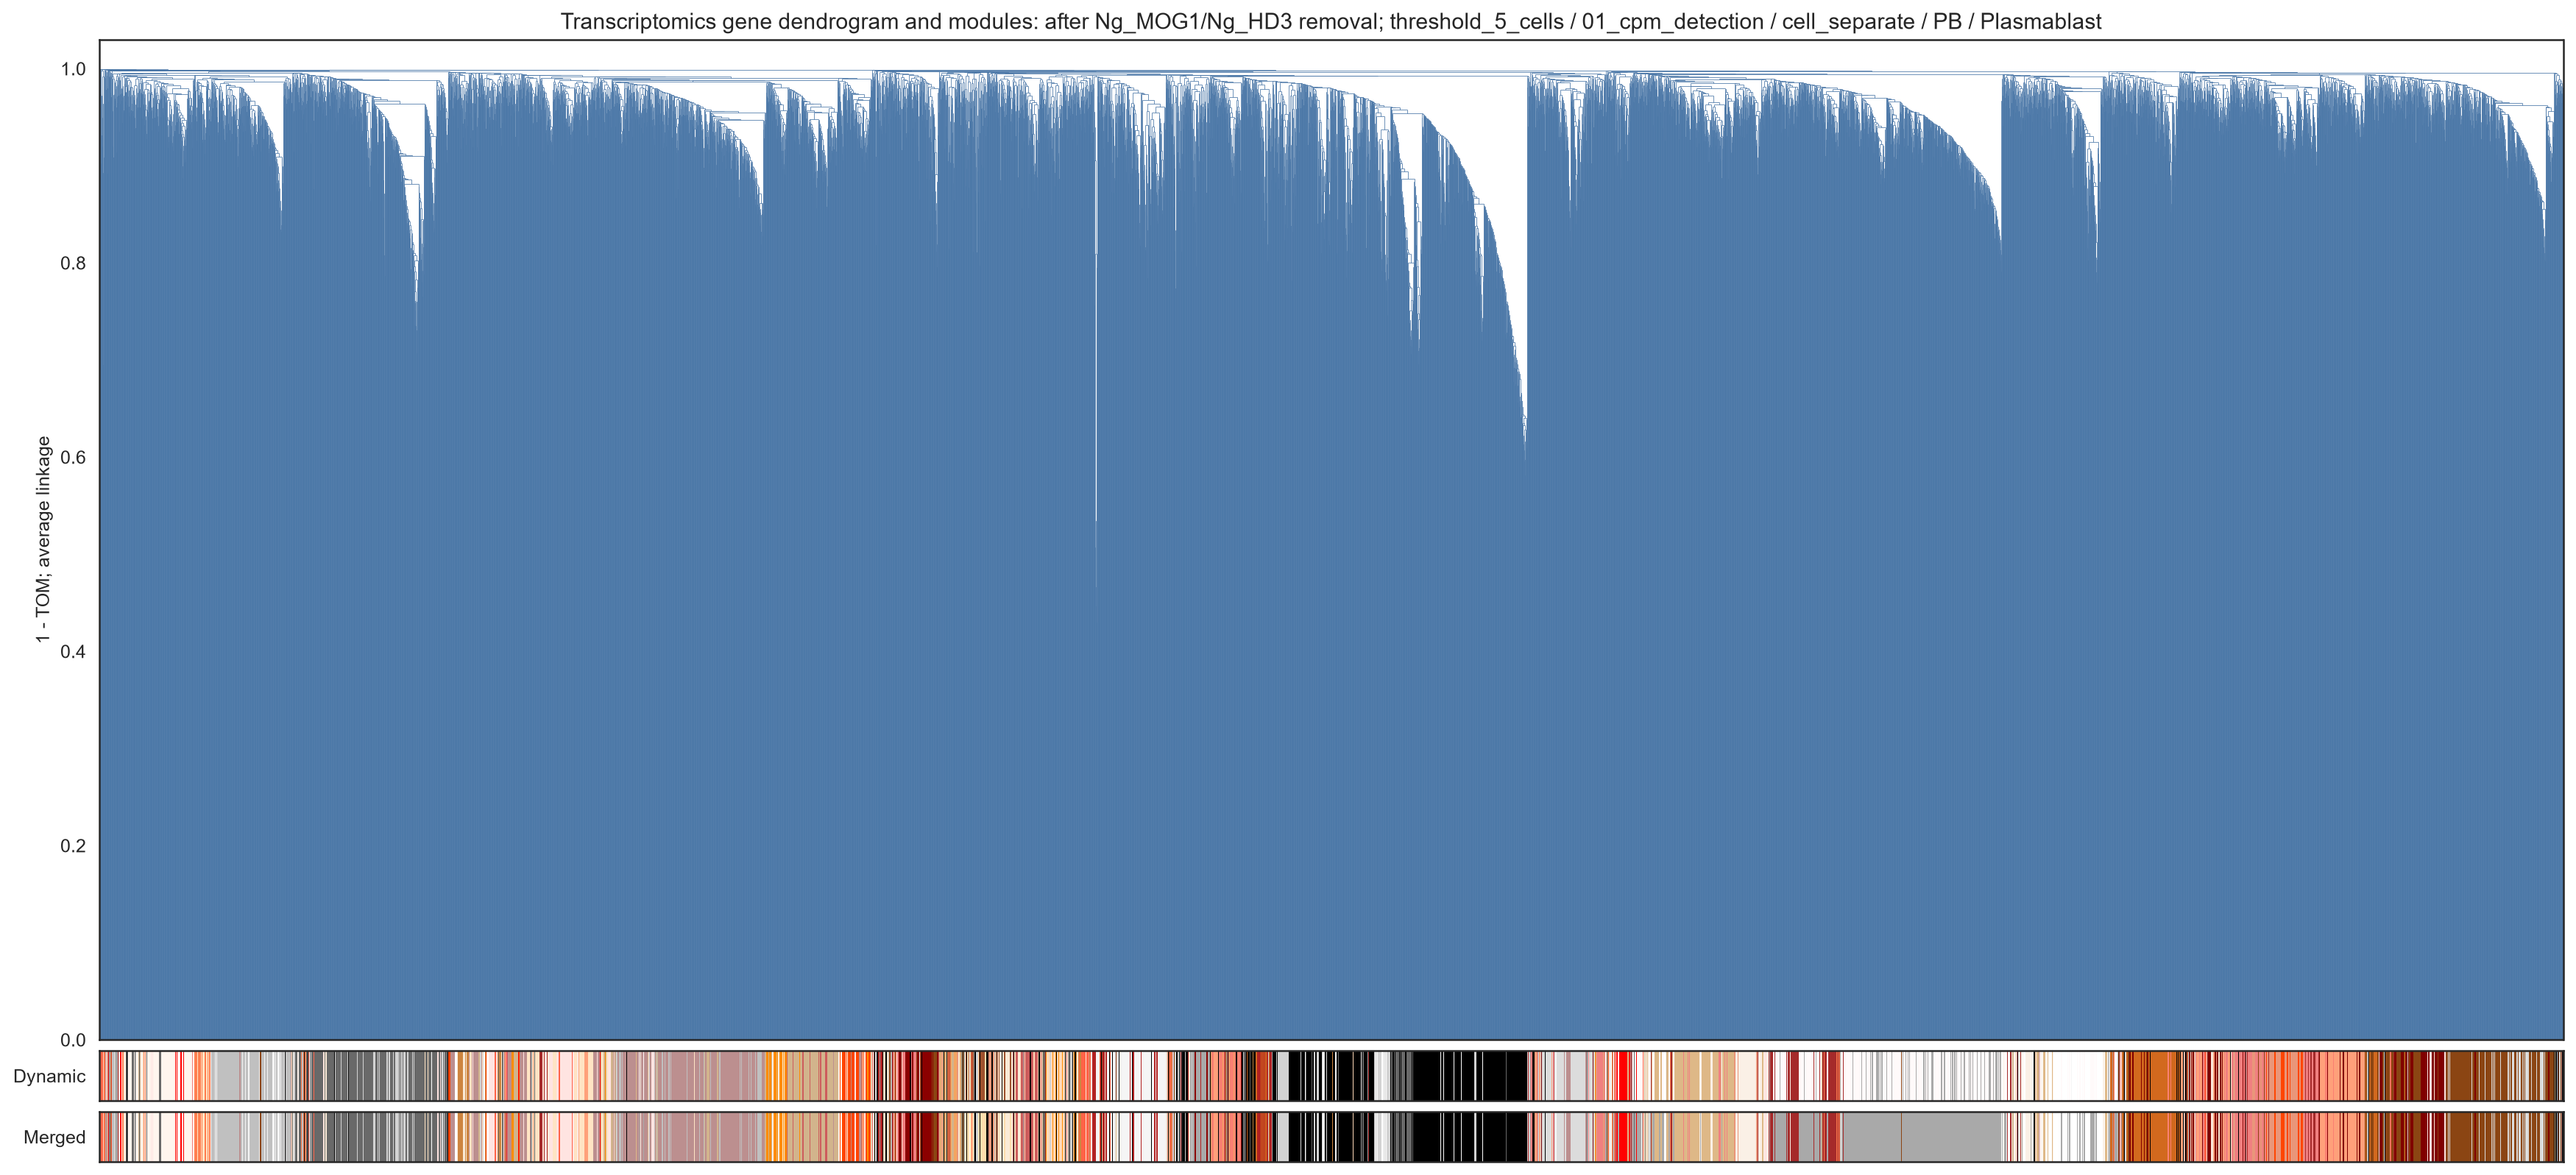 Transcriptomics gene dendrogram and modules: after Ng_MOG1/Ng_HD3 removal; threshold_5_cells / 01_cpm_detection / cell_separate / PB / Plasmablast
1.0
0.8
0.6
0.4
0.2
0.0
1 - TOM; average linkage
Dynamic
Merged